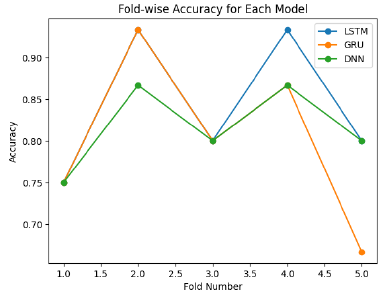 Fold-wise Accuracy for Each Model
LSTM
GRU
DNN
Accuracy
0.90
0.85
0.80
0.75
0.70
1.0 1.5 2.0 2.5 3.0 3.5 4.0 4.5 5.0
Fold Number